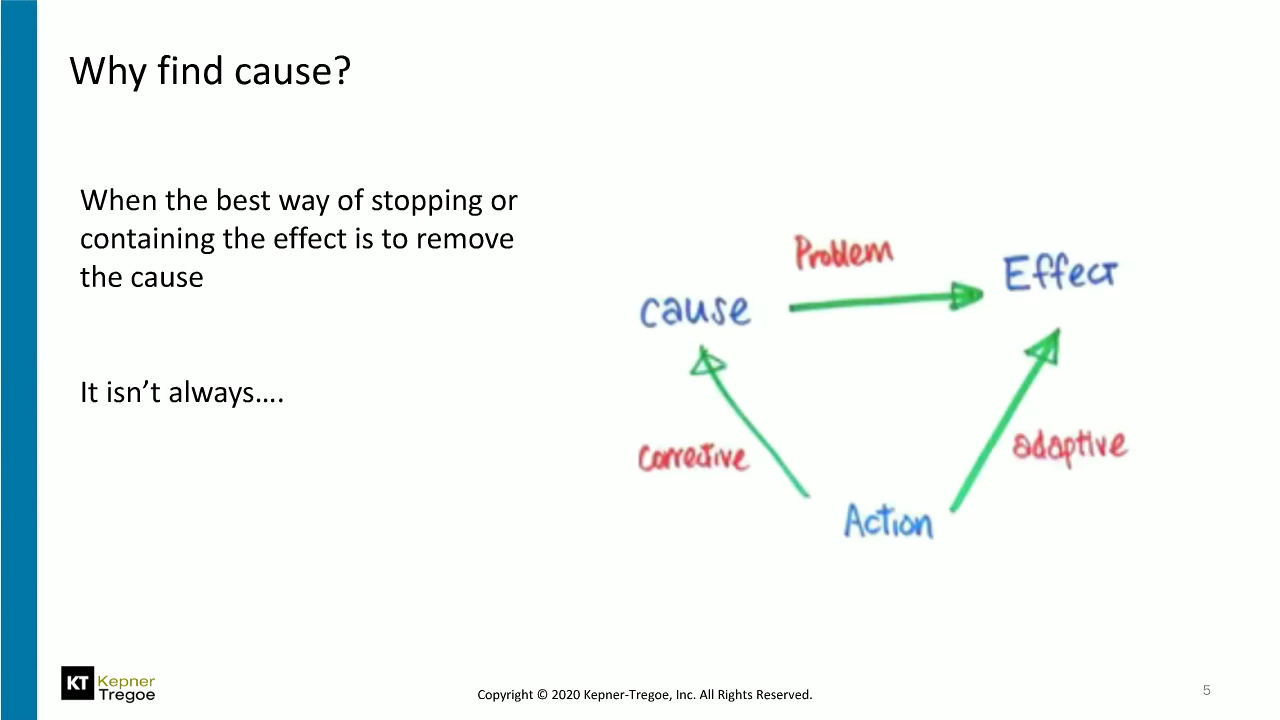 Why find cause?
When the best way of stopping or
containing the effect is to remove
the cause
It isn’t always….
Problem
Effect
cause
corrective
adaptive
Action
KT Kepner
Tregoe
Copyright © 2020 Kepner-Tregoe, Inc. All Rights Reserved.
5